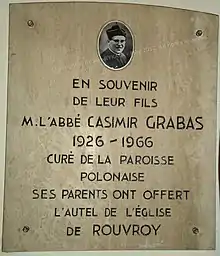 EN SOUVENIR
DE LEUR FILS
M. L'ABBÉ CASIMIR GRABAS
1926 - 1966
CURÉ DE LA PAROISSE
POLONAISE
SES PARENTS ONT OFFERT
L'AUTEL DE L'ÉGLISE
DE ROUVROY